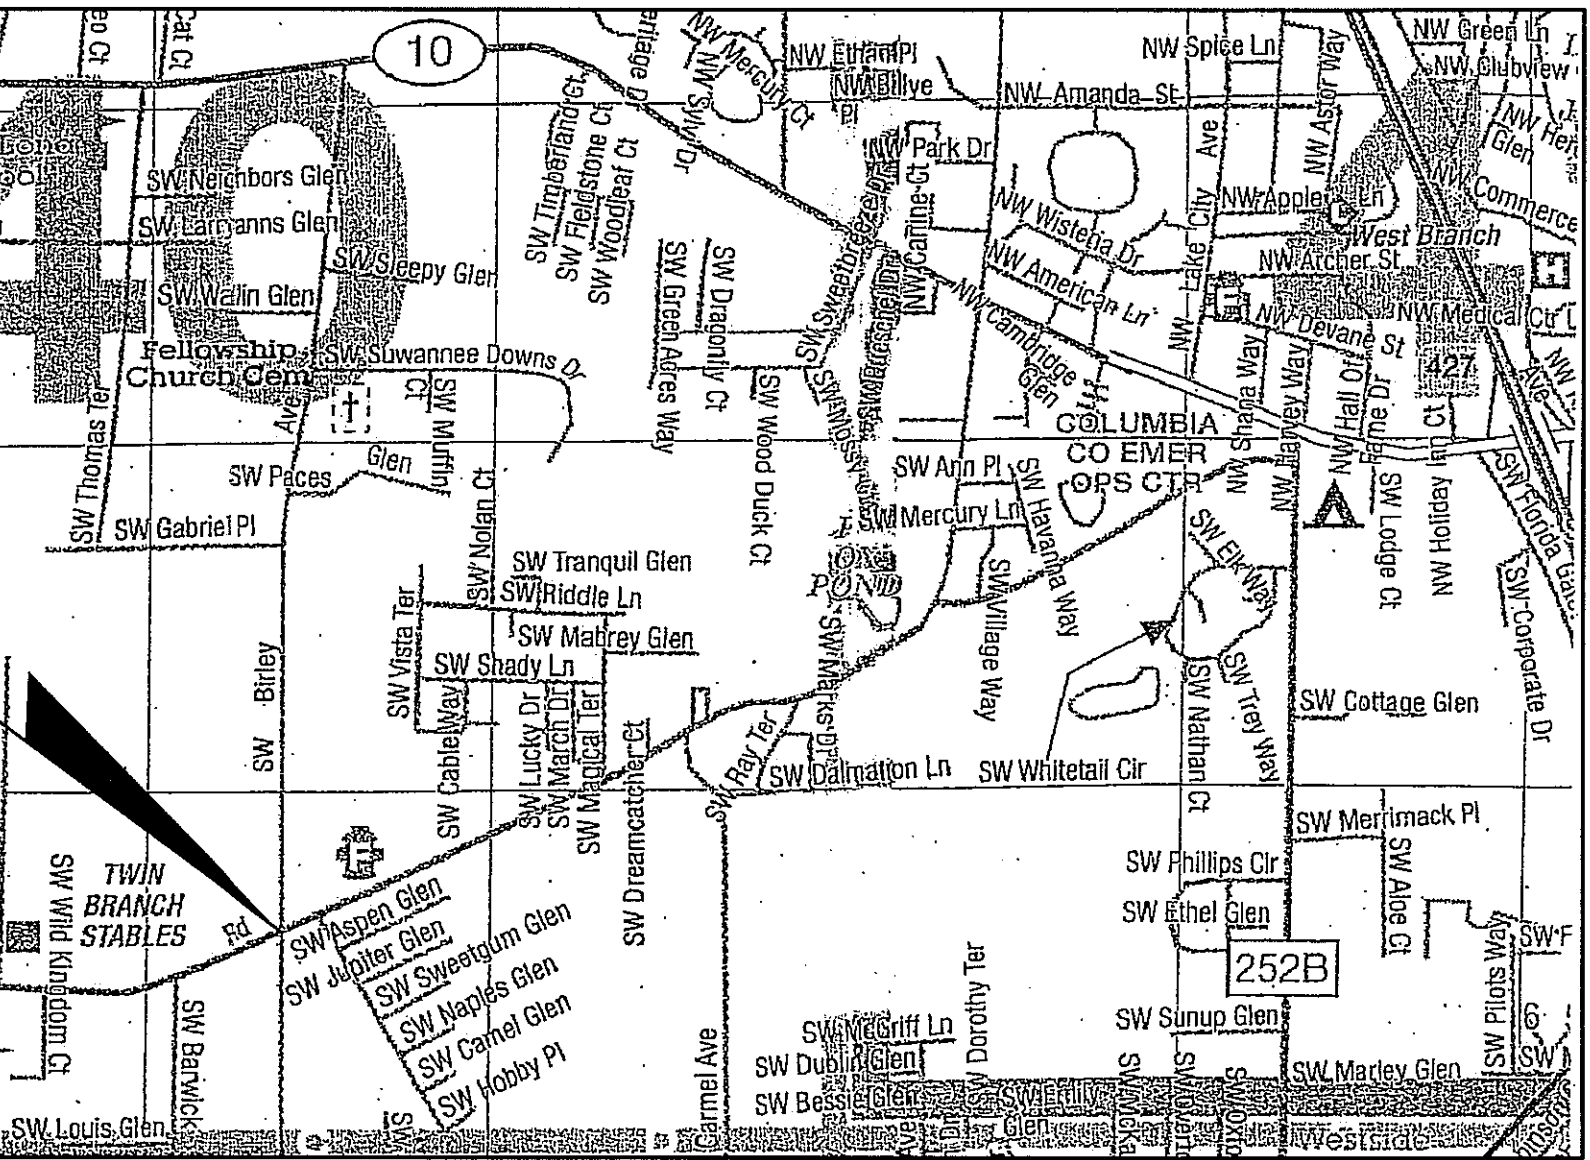 10
NW Mercury Ct
NW Sylvi Dr
NW Ethan Pl
NW Billye
Pl
NW Spice Ln
NW Astor Way
NW Green Ln
NW Clubview
NW Amanda St
Glen
NW Commerce
NW Park Dr
NW Lake City Ave
NW Apple Ln
West Branch
NW Archer St
NW Wisteria Dr
NW American Ln
NW Cambridge
Glen
NW Devane St
NW Medical Ctr
427
SW Neighbors Glen
SW Sleepy Glen
SW Walin Glen
Fellowship
Church Cem
SW Suwannee Downs Dr
SW Thomas Ter
SW Timberland Ct
SW Fieldstone Ct
SW Woodleaf Ct
SW Green Acres Way
SW Dragonfly Ct
SW Wood Duck Ct
SW Sweetbreeze Dr
SW Muffin
Ct
SW Paces
Glen
SW Gabriel Pl
SW Nolan Ct
COLUMBIA
CO EMER
OPS CTR
NW Shana Way
NW Harvey Way
NW Holiday Inn Ct
SW Lodge Ct
SW Florida
SW Corporate Dr
SW Ann Pl
SW Mercury Ln
SW Havanna Way
SW Village Way
SW Elk Way
SW Tranquil Glen
SW Riddle Ln
SW Mabrey Glen
SW Shady Ln
SW Vista Ter
SW Cable Way
SW Lucky Dr
SW March Dr
SW Magical Ter
SW Dreamcatcher Ct
LONG
POND
SW Marks Dr
SW Ray Ter
SW Dalmation Ln
SW Whitetail Cir
SW Nathan Ct
SW Trey Way
SW Cottage Glen
SW Birley
Ave
SW Merrimack Pl
SW Aloe Ct
SW Phillips Cir
SW Ethel Glen
252B
SW Sunup Glen
SW Marley Glen
SW Pilots Way
6
TWIN
BRANCH
STABLES
Rd
SW Wild Kingdom Ct
SW Barwick
SW Louis Glen
SW Aspen Glen
SW Jupiter Glen
SW Sweetgum Glen
SW Naples Glen
SW Camel Glen
SW Hobby Pl
Carmel Ave
SW McGriff Ln
SW Dublin Glen
SW Bessie Glen
SW Dorothy Ter
SW Emily
Glen
Westside